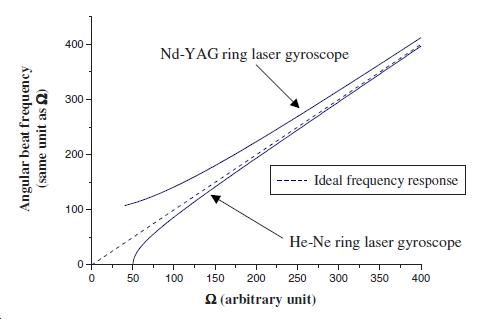 Nd-YAG ring laser gyroscope
Angular beat frequency
(same unit as Ω)
400
300
200
100
0
Ideal frequency response
He-Ne ring laser gyroscope
0 50 100 150 200 250 300 350 400
Ω (arbitrary unit)